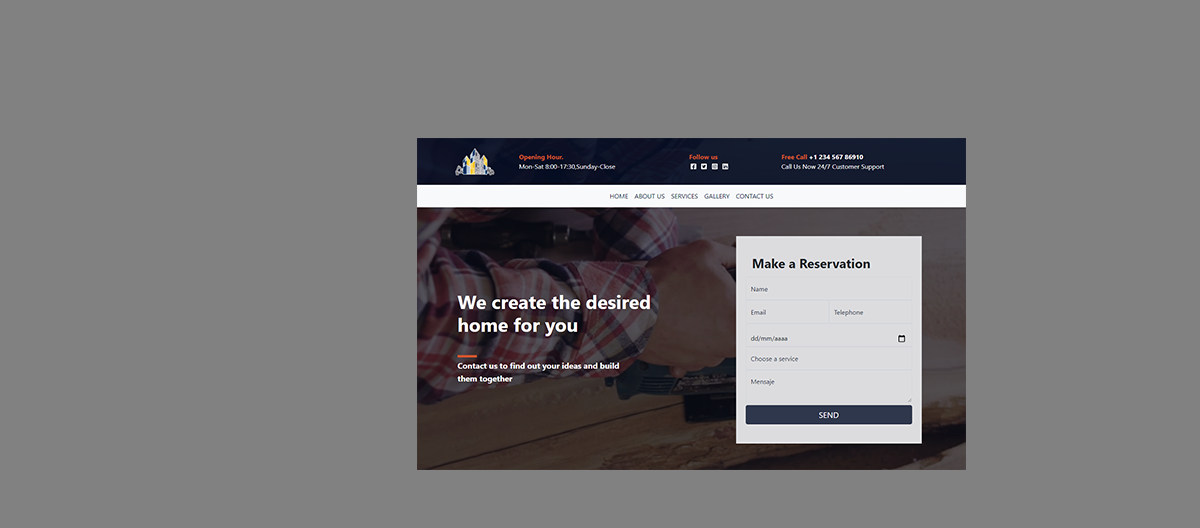 Opening Hour.
Mon-Sat 8:00-17:30,Sunday-Close
Follow us
Free Call +1 234 567 86910
Call Us Now 24/7 Customer Support
HOME ABOUT US SERVICES GALLERY CONTACT US
We create the desired
home for you
Contact us to find out your ideas and build
them together
Make a Reservation
Name
Email Telephone
dd/mm/aaaa
Choose a service
Mensaje
SEND